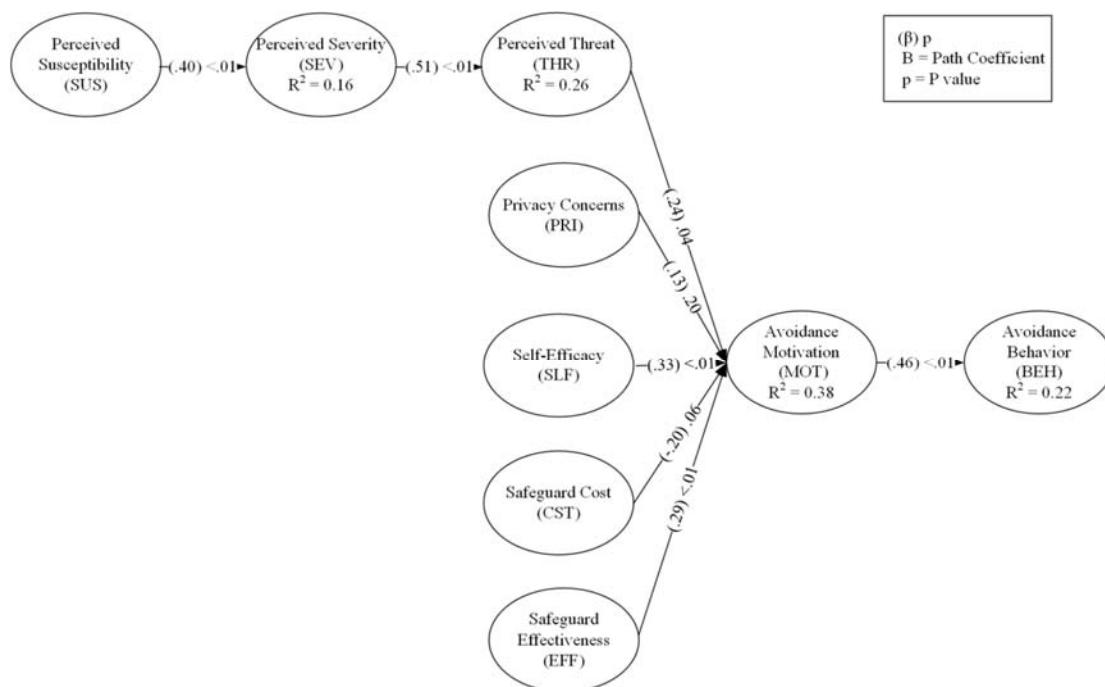 Perceived
Susceptibility
(SUS)
(.40) <.01
Perceived Severity
(SEV)
R² = 0.16
(.51) <.01
Perceived Threat
(THR)
R² = 0.26
(β) p
B = Path Coefficient
p = P value
(.24) .04
Privacy Concerns
(PRI)
(.13) .20
Self-Efficacy
(SLF)
(.33) <.01
Avoidance
Motivation
(MOT)
R² = 0.38
(.46) <.01
Avoidance
Behavior
(BEH)
R² = 0.22
(-.20) .06
Safeguard Cost
(CST)
(.29) <.01
Safeguard
Effectiveness
(EFF)